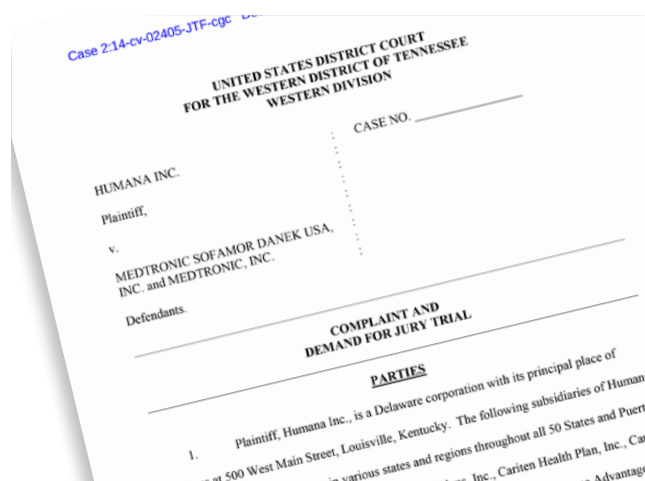 Case 2:14-cv-02405-JTF-cgc
UNITED STATES DISTRICT COURT
FOR THE WESTERN DISTRICT OF TENNESSEE
WESTERN DIVISION
CASE NO.
HUMANA INC.
Plaintiff,
v.
MEDTRONIC SOFAMOR DANEK USA,
INC. and MEDTRONIC, INC.
Defendants.
COMPLAINT AND
DEMAND FOR JURY TRIAL
PARTIES
1. Plaintiff, Humana Inc., is a Delaware corporation with its principal place of
at 500 West Main Street, Louisville, Kentucky. The following subsidiaries of Humana
in various states and regions throughout all 50 States and
Inc., Cariten Health Plan, Inc.,
Advantage